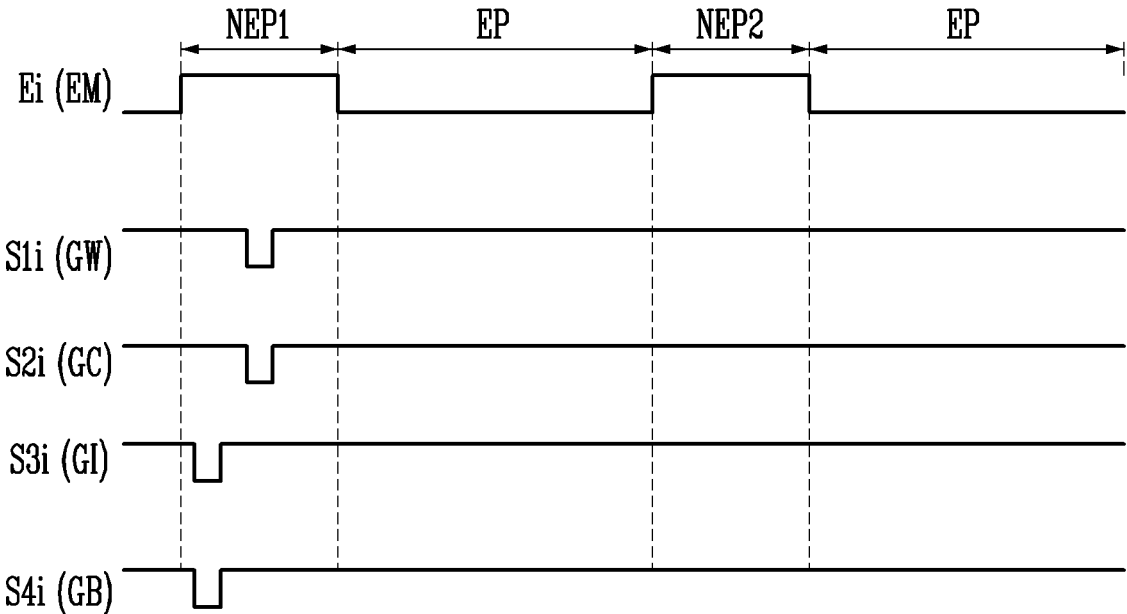 NEP1 EP NEP2 EP
Ei (EM)
S1i (GW)
S2i (GC)
S3i (GI)
S4i (GB)